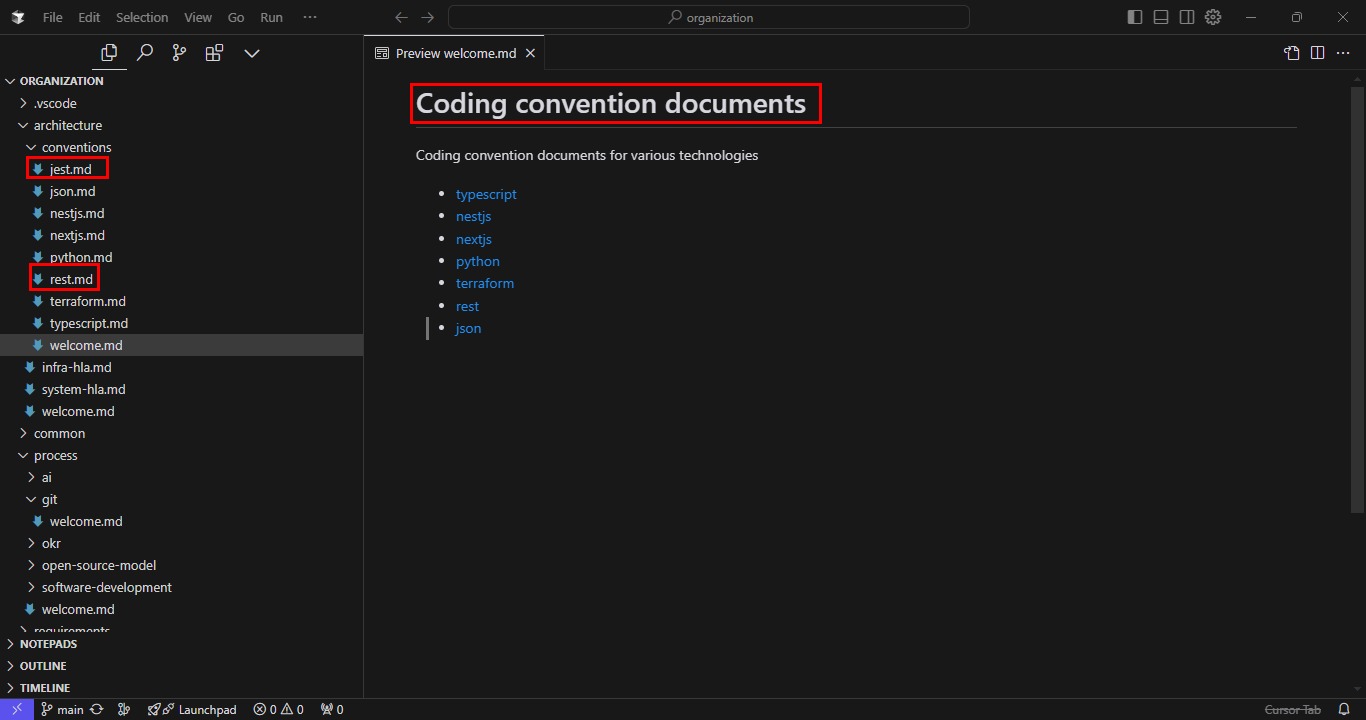 File Edit Selection View Go Run ···
organization
Preview welcome.md
ORGANIZATION
.vscode
architecture
conventions
jest.md
json.md
nestjs.md
nextjs.md
python.md
rest.md
terraform.md
typescript.md
welcome.md
infra-hla.md
system-hla.md
welcome.md
common
process
ai
git
welcome.md
okr
open-source-model
software-development
welcome.md
requirements
NOTEPADS
OUTLINE
TIMELINE
Coding convention documents
Coding convention documents for various technologies
• typescript
• nestjs
• nextjs
• python
• terraform
• rest
• json
main Launchpad 0 0 0 Cursor Tab